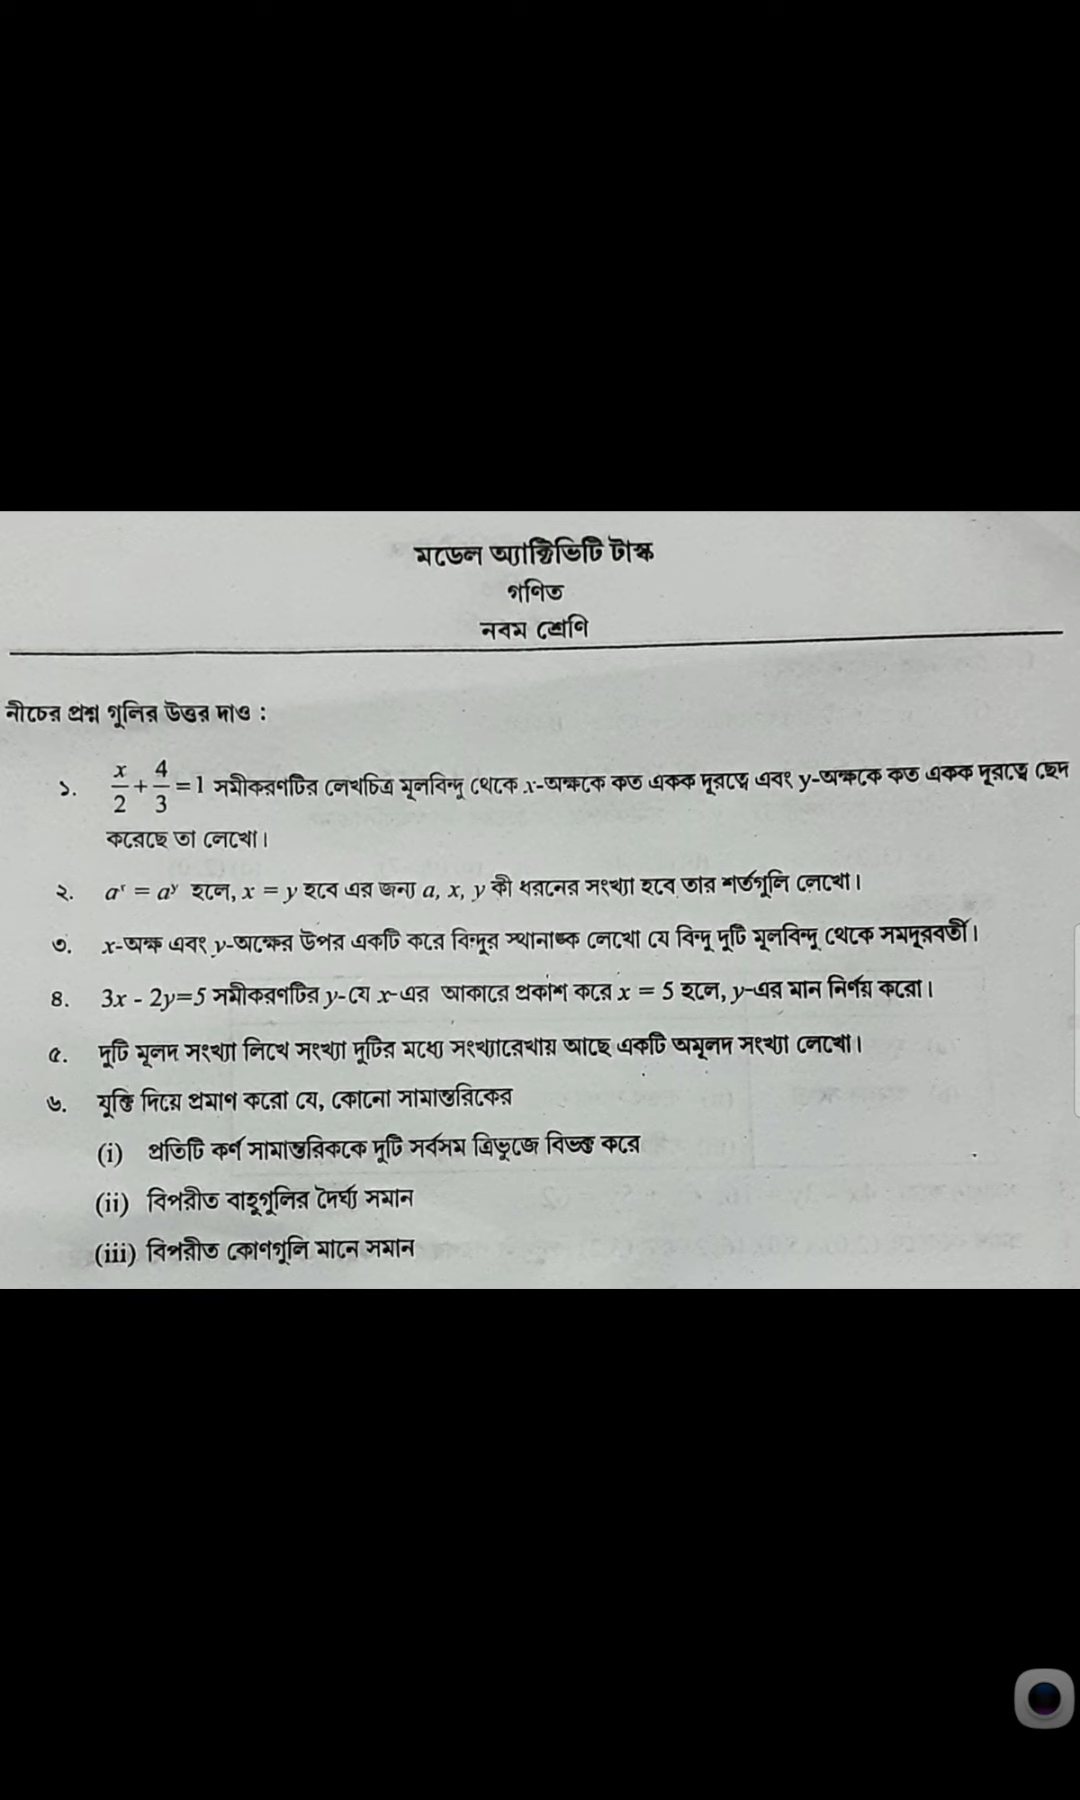 মডেল অ্যাক্টিভিটি টাস্ক
গণিত
নবম শ্রেণি
নীচের প্রশ্ন গুলির উত্তর দাও :
১. x/2 + 4/3 = 1 সমীকরণটির লেখচিত্র মূলবিন্দু থেকে x-অক্ষকে কত একক দূরত্বে এবং y-অক্ষকে কত একক দূরত্বে ছেদ
করেছে তা লেখো।
২. aˣ = aʸ হলে, x = y হবে এর জন্য a, x, y কী ধরনের সংখ্যা হবে তার শর্তগুলি লেখো।
৩. x-অক্ষ এবং y-অক্ষের উপর একটি করে বিন্দুর স্থানাঙ্ক লেখো যে বিন্দু দুটি মূলবিন্দু থেকে সমদূরবর্তী।
৪. 3x - 2y=5 সমীকরণটির y-যে x-এর আকারে প্রকাশ করে x = 5 হলে, y-এর মান নির্ণয় করো।
৫. দুটি মূলদ সংখ্যা লিখে সংখ্যা দুটির মধ্যে সংখ্যারেখায় আছে একটি অমূলদ সংখ্যা লেখো।
৬. যুক্তি দিয়ে প্রমাণ করো যে, কোনো সামান্তরিকের
(i) প্রতিটি কর্ণ সামান্তরিককে দুটি সর্বসম ত্রিভুজে বিভক্ত করে
(ii) বিপরীত বাহুগুলির দৈর্ঘ্য সমান
(iii) বিপরীত কোণগুলি মানে সমান